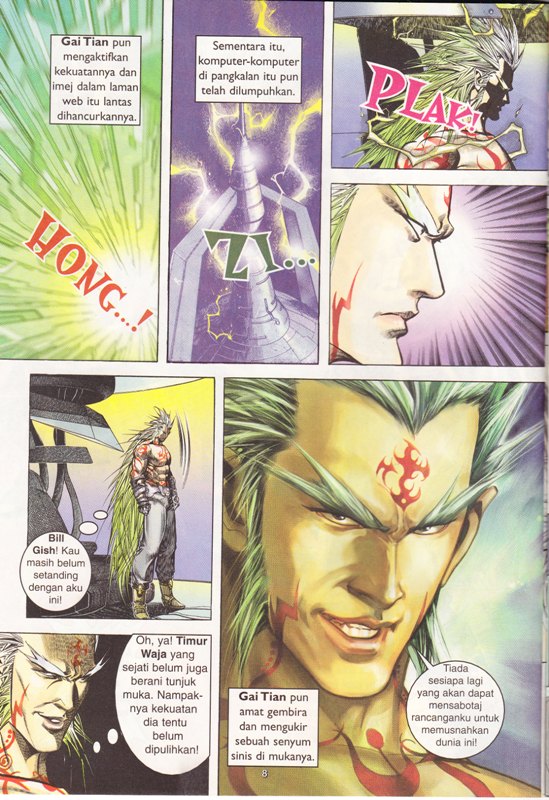 Gai Tian pun
mengaktifkan
kekuatannya dan
imej dalam laman
web itu lantas
dihancurkannya.
HONG...!
Sementara itu,
komputer-komputer
di pangkalan itu pun
telah dilumpuhkan.
ZI...
PLAK!
Bill
Gish! Kau
masih belum
setanding
dengan aku
ini!
Oh, ya! Timur
Waja yang
sejati belum juga
berani tunjuk
muka. Nampak-
nya kekuatan
dia tentu
belum
dipulihkan!
Gai Tian pun
amat gembira
dan mengukir
sebuah senyum
sinis di mukanya.
Tiada
sesiapa lagi
yang akan dapat
mensabotaj
rancanganku untuk
memusnahkan
dunia ini!
8